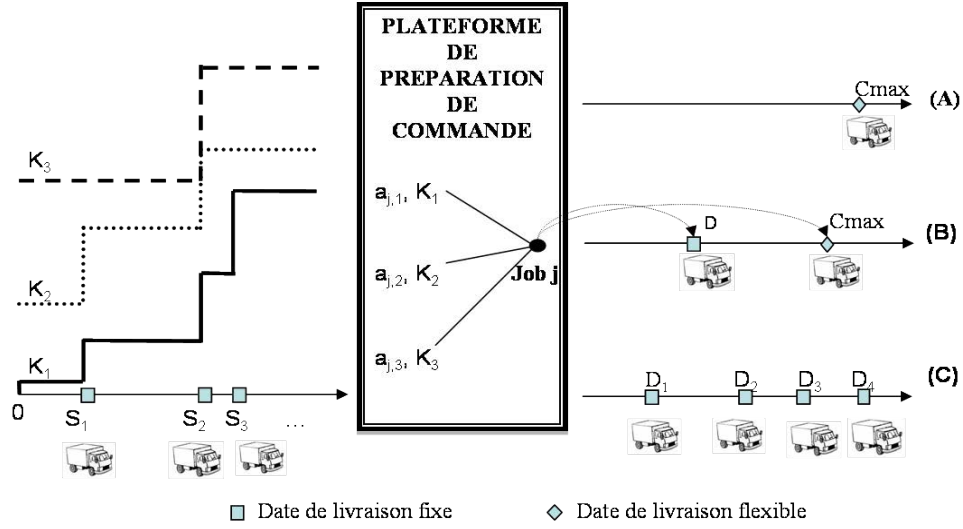 PLATEFORME
DE
PREPARATION
DE
COMMANDE
K3
K2
K1
0
S1
S2
S3
...
aj,1, K1
aj,2, K2
aj,3, K3
Job j
Cmax
(A)
D
Cmax
(B)
D1
D2
D3
D4
(C)
Date de livraison fixe
Date de livraison flexible